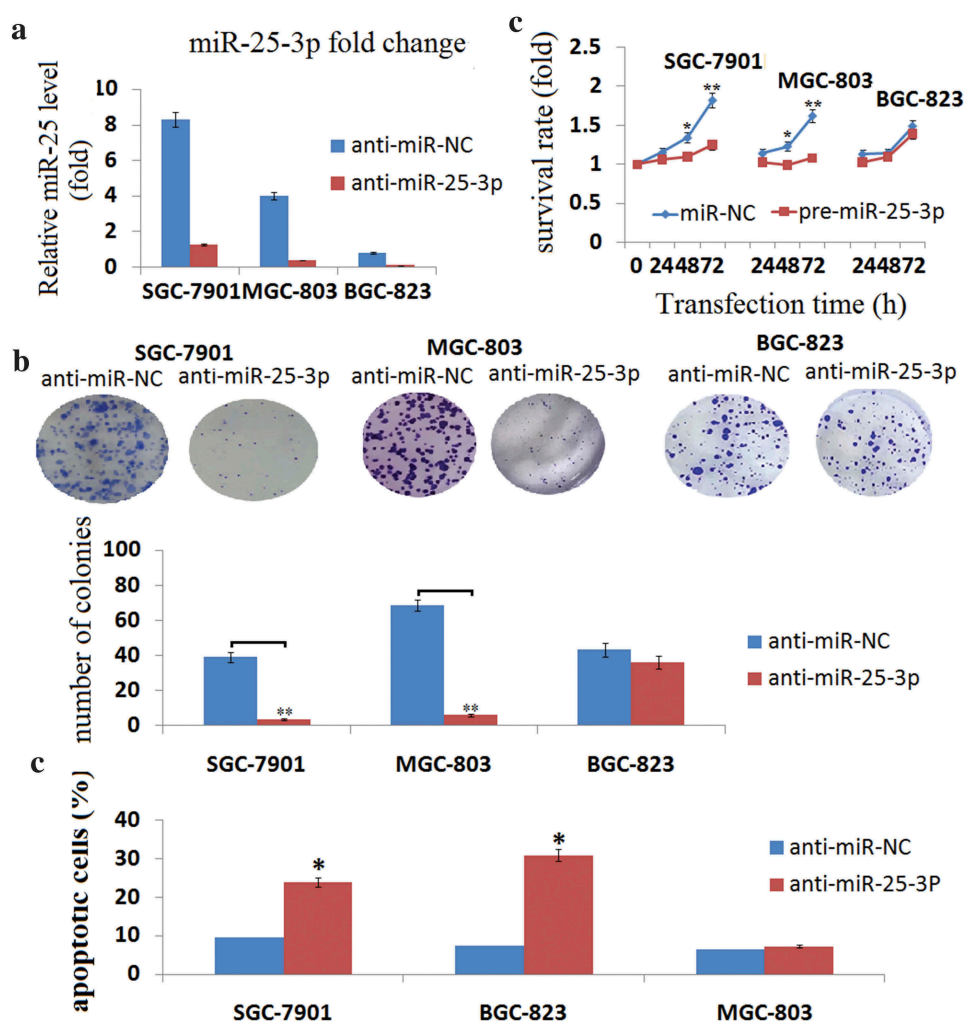 a
miR-25-3p fold change
Relative miR-25 level
(fold)
10
8
6
4
2
0
SGC-7901 MGC-803 BGC-823
anti-miR-NC
anti-miR-25-3p
c
survival rate (fold)
2.5
2
1.5
1
0.5
0
SGC-7901
MGC-803
BGC-823
* **
* **
miR-NC
pre-miR-25-3p
0 244872 244872 244872
Transfection time (h)
b
SGC-7901
anti-miR-NC anti-miR-25-3p
MGC-803
anti-miR-NC anti-miR-25-3p
BGC-823
anti-miR-NC anti-miR-25-3p
number of colonies
100
80
60
40
20
0
**
**
SGC-7901 MGC-803 BGC-823
anti-miR-NC
anti-miR-25-3p
c
apoptotic cells (%)
40
30
20
10
0
*
*
SGC-7901 BGC-823 MGC-803
anti-miR-NC
anti-miR-25-3P